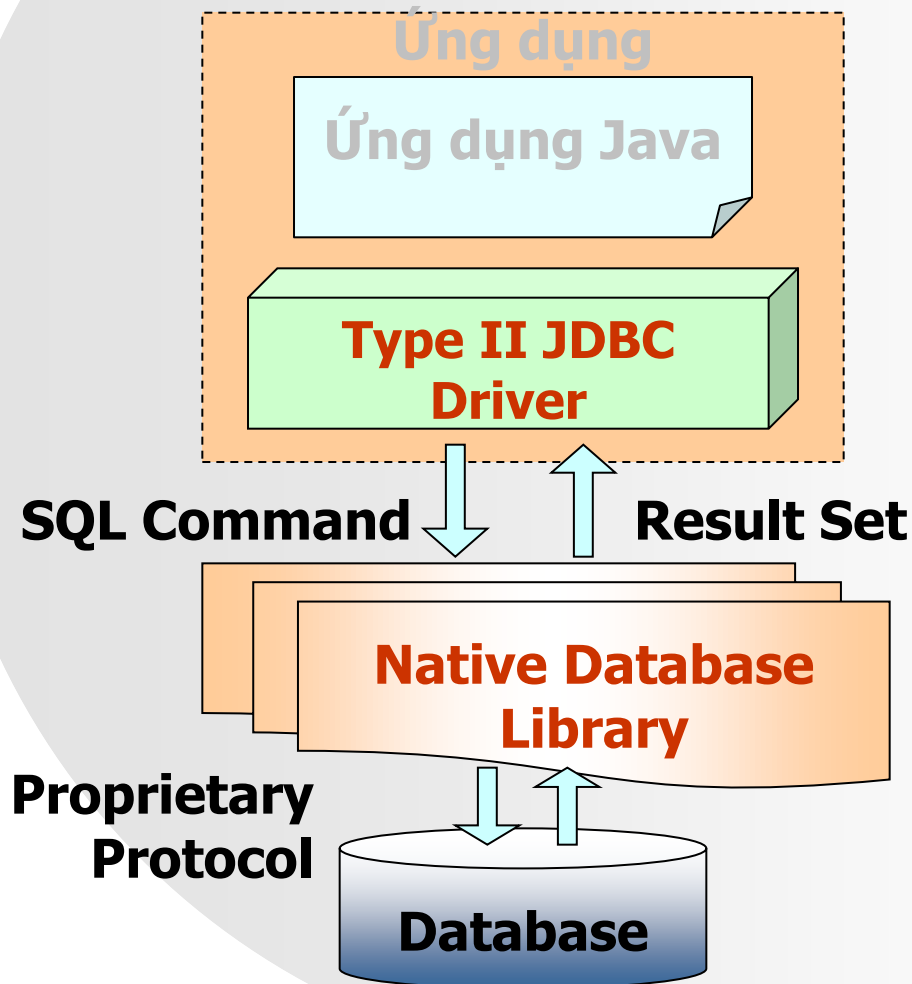 Ứng dụng
Ứng dụng Java
Type II JDBC
Driver
SQL Command
Result Set
Native Database
Library
Proprietary
Protocol
Database